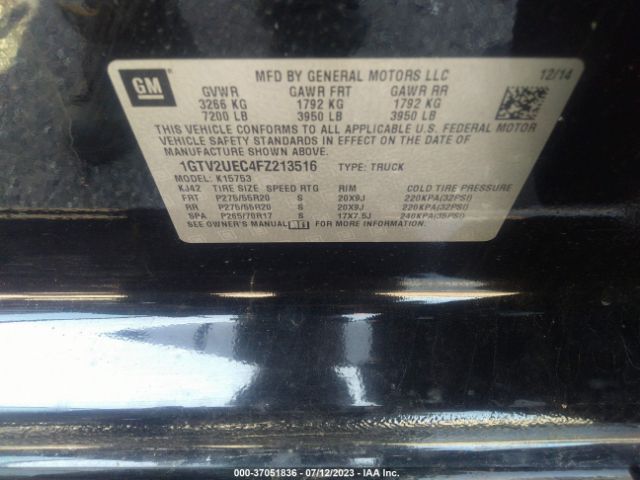 GM
MFD BY GENERAL MOTORS LLC 12/14
GVWR GAWR FRT GAWR RR
3266 KG 1792 KG 1792 KG
7200 LB 3950 LB 3950 LB
THIS VEHICLE CONFORMS TO ALL APPLICABLE U.S. FEDERAL MOTOR
VEHICLE SAFETY AND BUMPER STANDARDS IN EFFECT ON THE DATE OF
MANUFACTURE SHOWN ABOVE.
1GTV2UEC4FZ213516 TYPE: TRUCK
MODEL: K15753
KJ42 TIRE SIZE SPEED RTG RIM COLD TIRE PRESSURE
FRT P275/55R20 S 20X9J 220KPA(32PSI)
RR P275/55R20 S 20X9J 220KPA(32PSI)
SPA P265/70R17 S 17X7.5J 240KPA(35PSI)
SEE OWNER'S MANUAL FOR MORE INFORMATION.
000-37051836 - 07/12/2023 - IAA Inc.